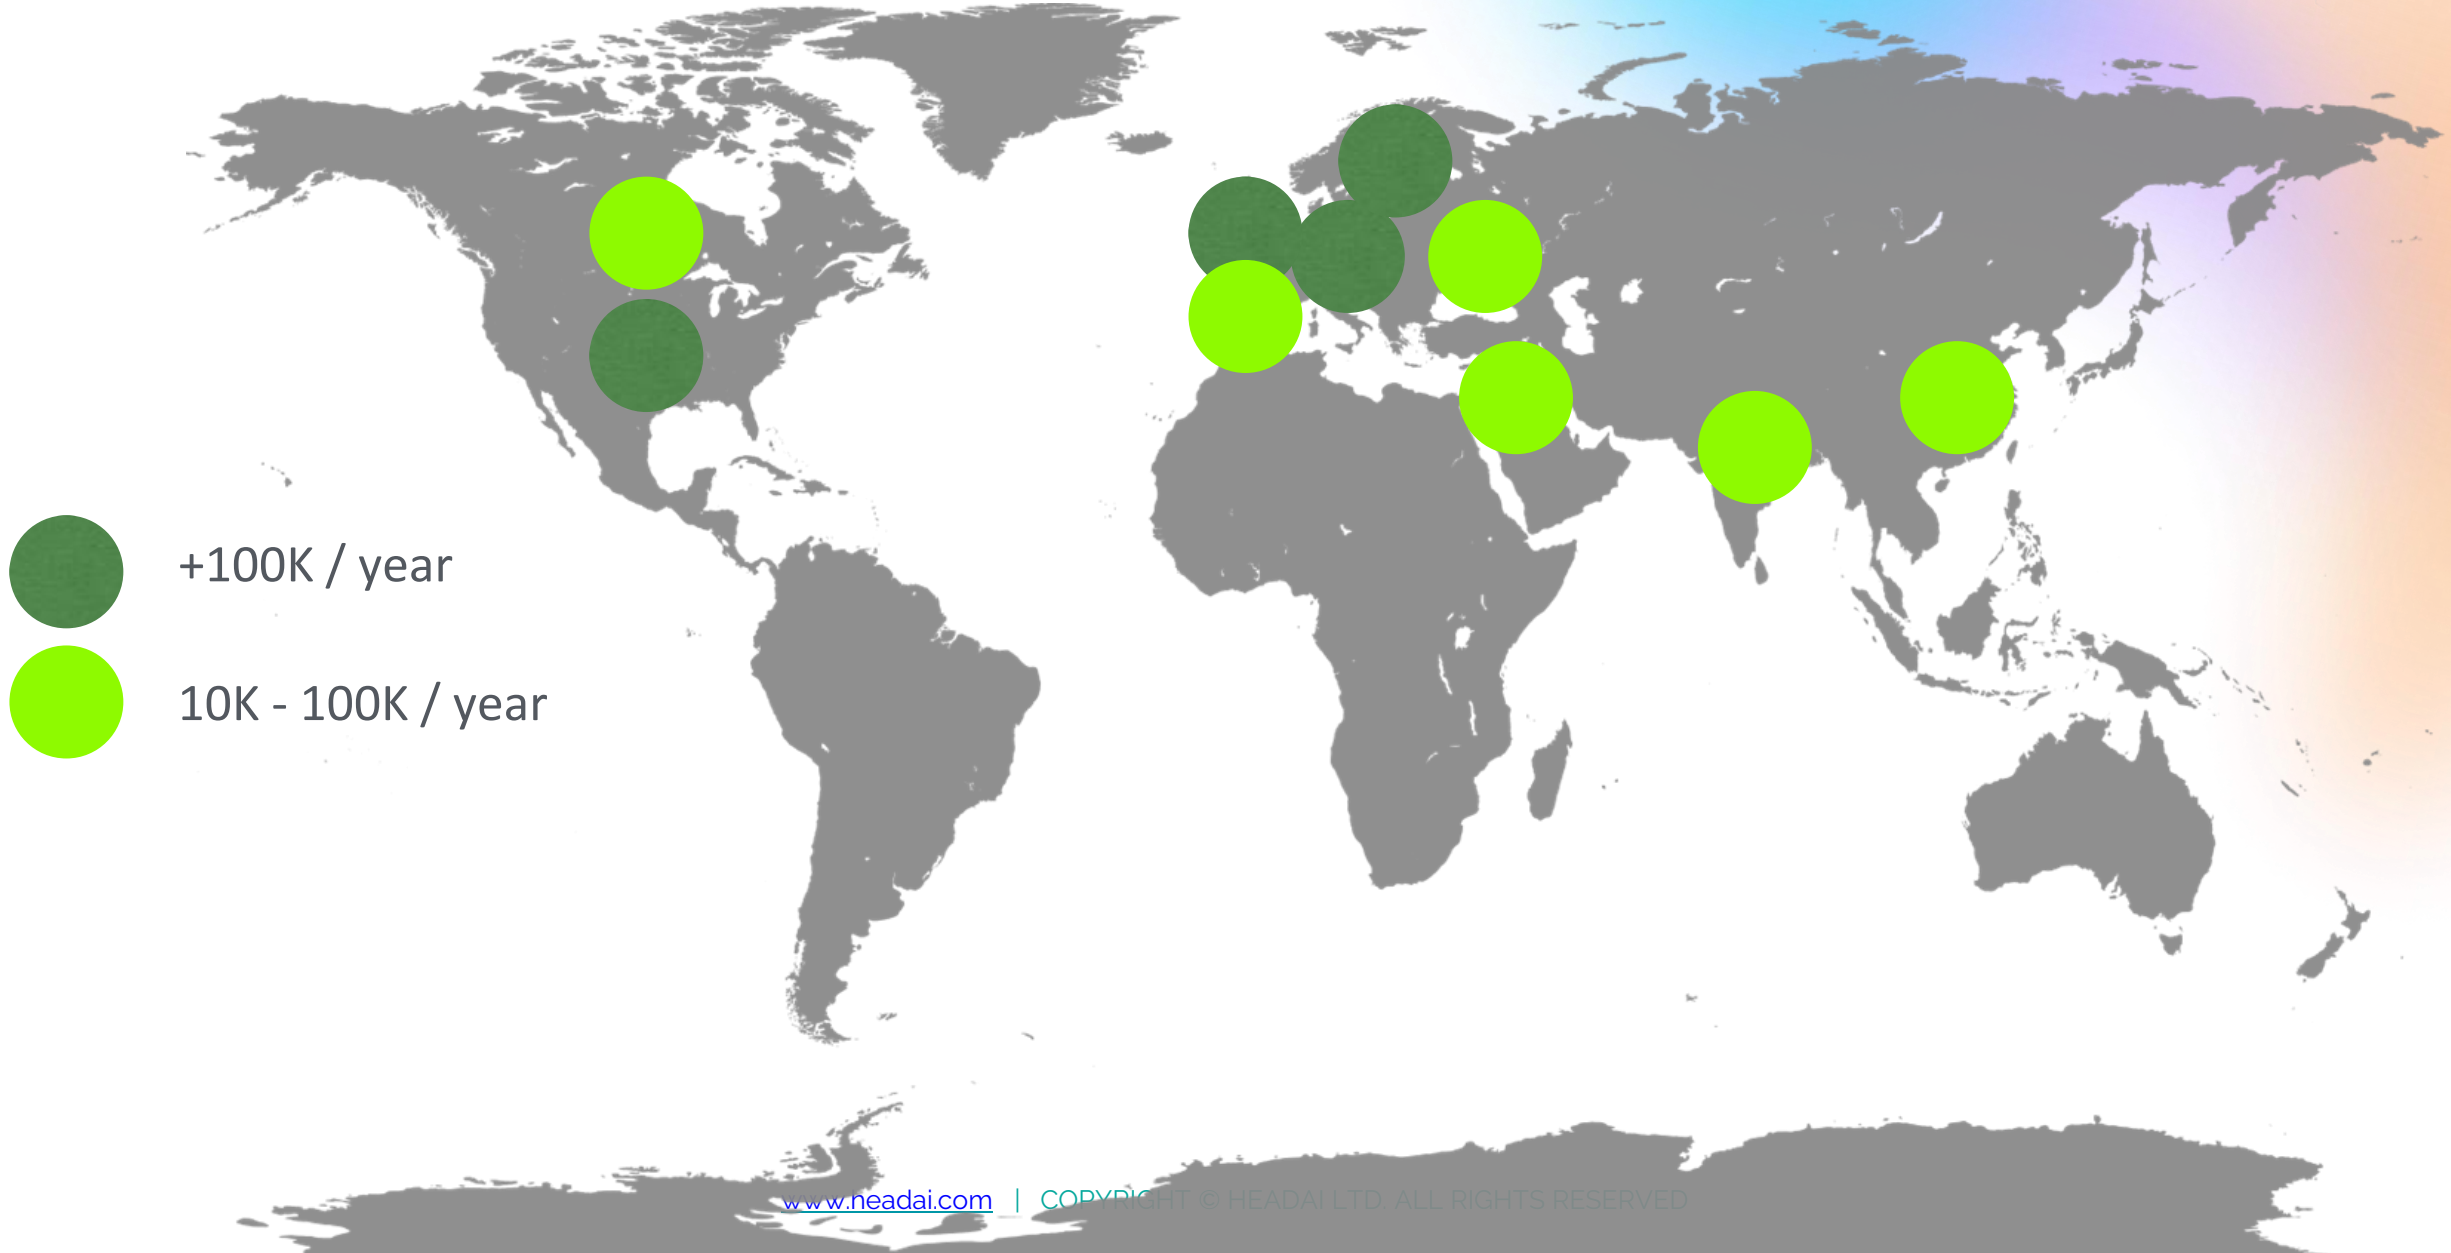 +100K / year
10K - 100K / year
www.headai.com | COPYRIGHT © HEADAI LTD. ALL RIGHTS RESERVED